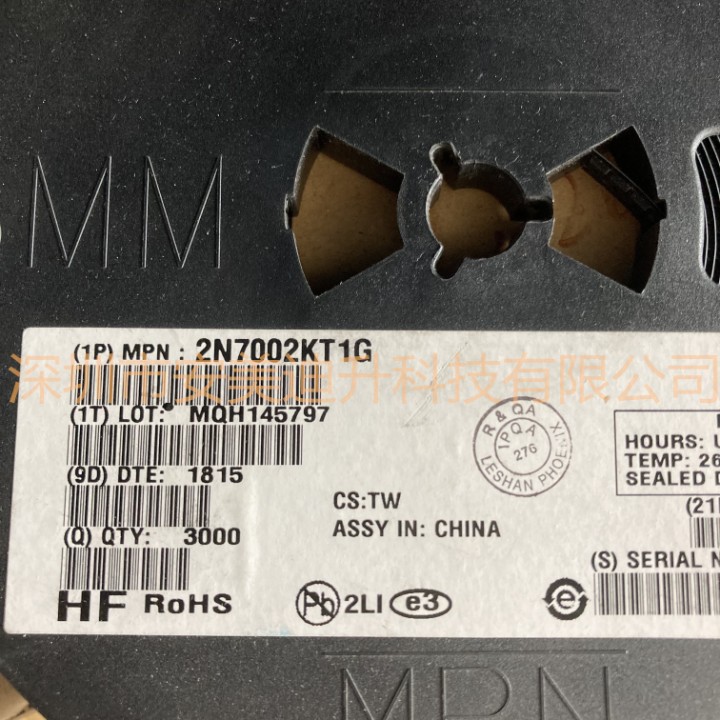 MM
(1P) MPN : 2N7002KT1G
深圳市安美迪升科技有限公司
(1T) LOT: MQH145797
(9D) DTE: 1815
(Q) QTY: 3000
HF RoHS
CS:TW
ASSY IN: CHINA
R & QA
IPQA
276
LESHAN PHOENIX
Pb 2LI e3
e
HOURS: U
TEMP: 26
SEALED D
(21
(S) SERIAL N
MPN